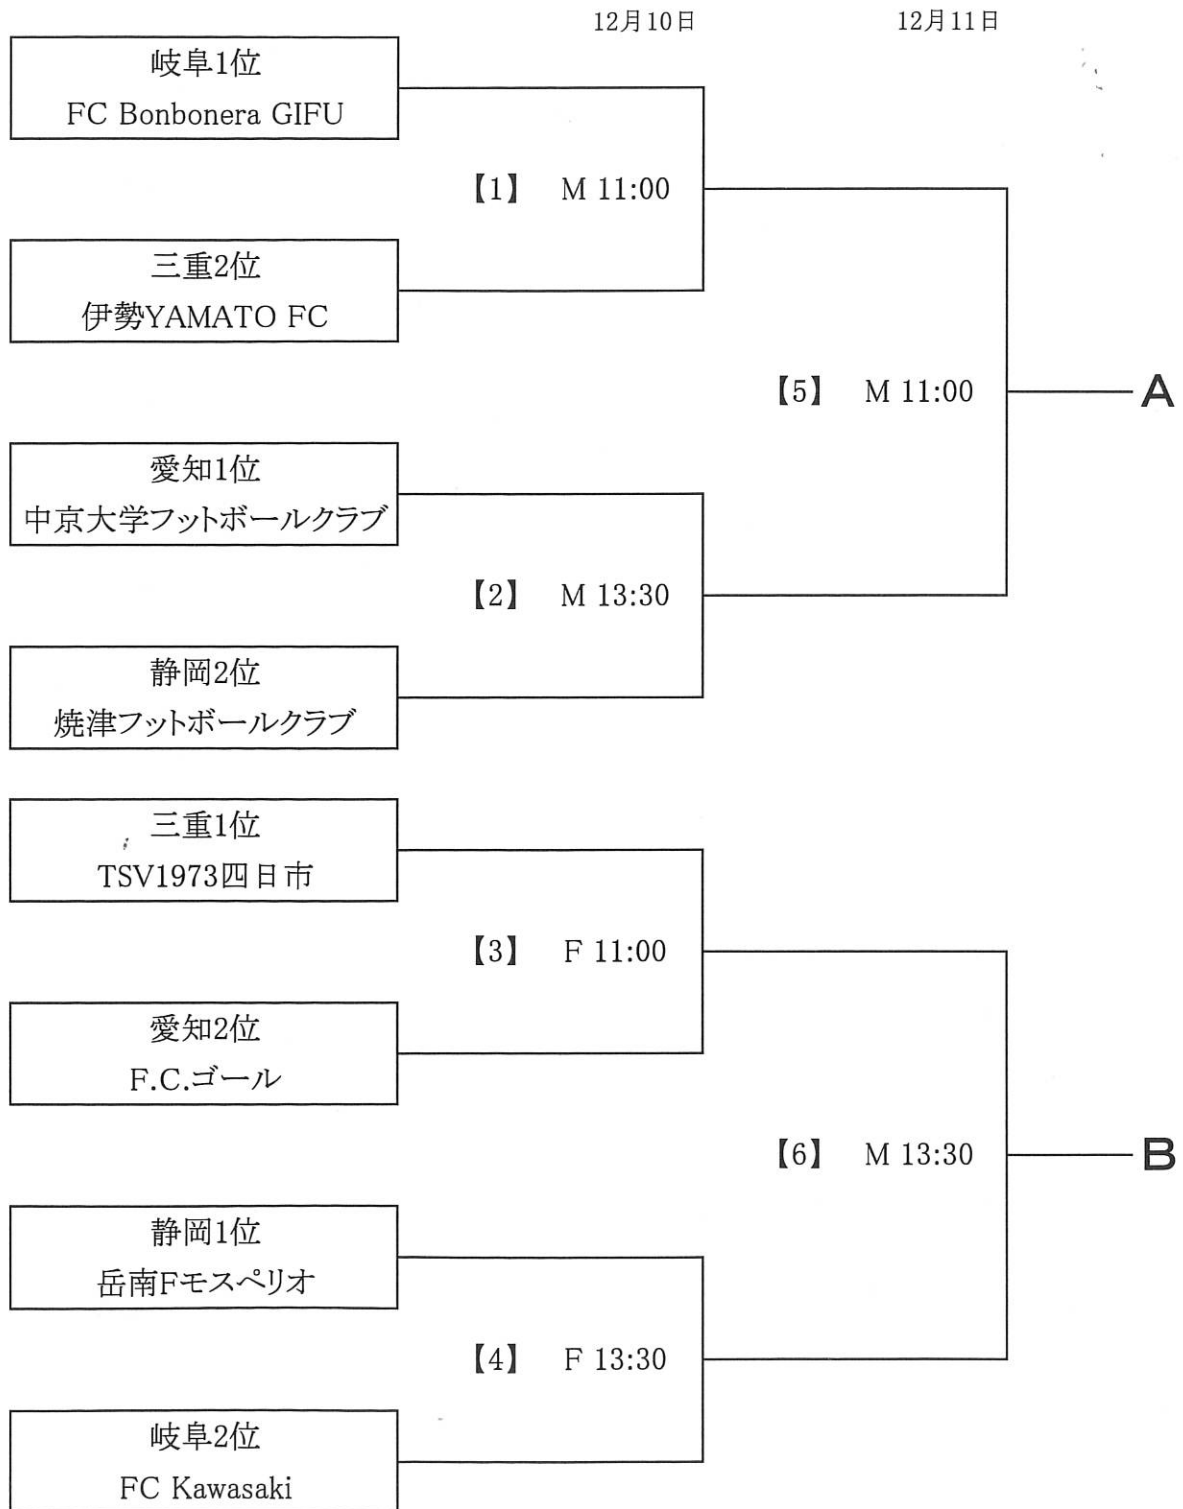 12月10日 12月11日
岐阜1位
FC Bonbonera GIFU
【1】 M 11:00
三重2位
伊勢YAMATO FC
【5】 M 11:00 A
愛知1位
中京大学フットボールクラブ
【2】 M 13:30
静岡2位
焼津フットボールクラブ
三重1位
TSV1973四日市
【3】 F 11:00
愛知2位
F.C.ゴール
【6】 M 13:30 B
静岡1位
岳南Fモスペリオ
【4】 F 13:30
岐阜2位
FC Kawasaki